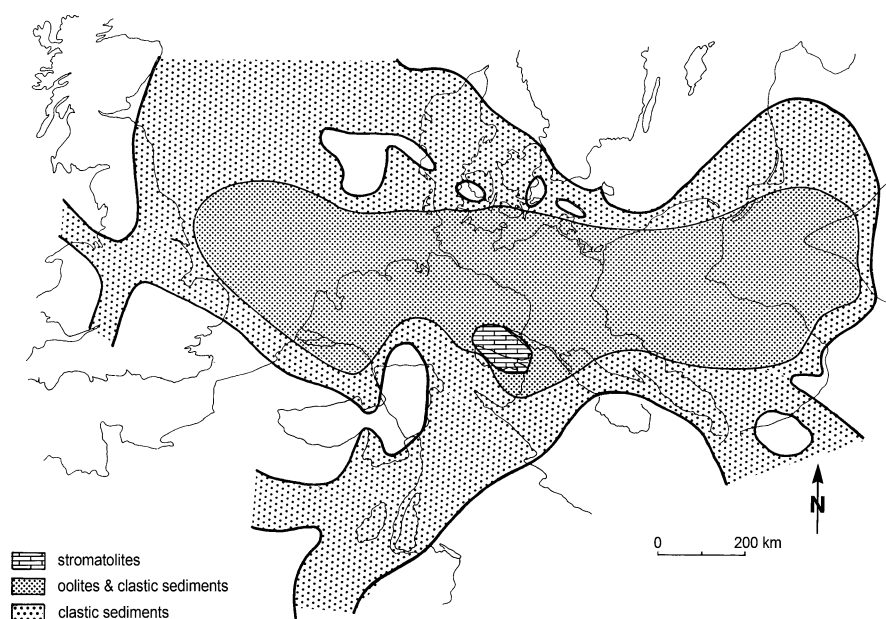 N
0 200 km
stromatolites
oolites & clastic sediments
clastic sediments